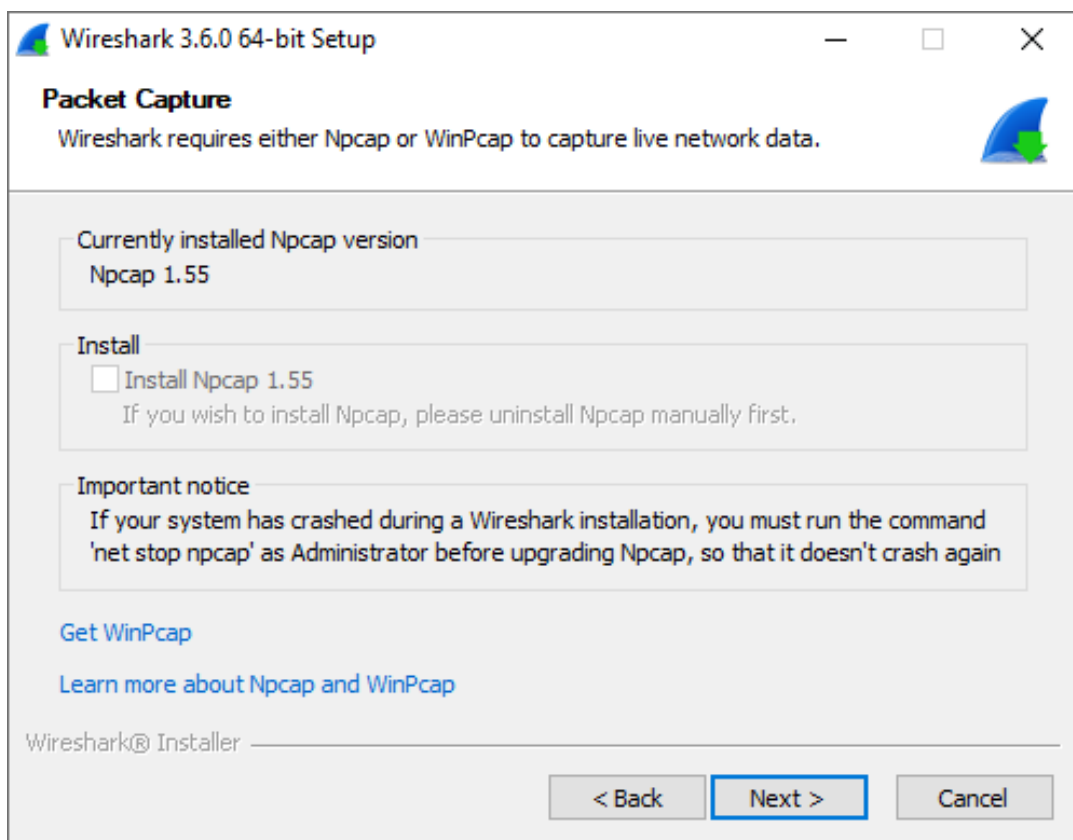 Wireshark 3.6.0 64-bit Setup
Packet Capture
Wireshark requires either Npcap or WinPcap to capture live network data.
Currently installed Npcap version
Npcap 1.55
Install
Install Npcap 1.55
If you wish to install Npcap, please uninstall Npcap manually first.
Important notice
If your system has crashed during a Wireshark installation, you must run the command
'net stop npcap' as Administrator before upgrading Npcap, so that it doesn't crash again
Get WinPcap
Learn more about Npcap and WinPcap
Wireshark® Installer
< Back Next > Cancel